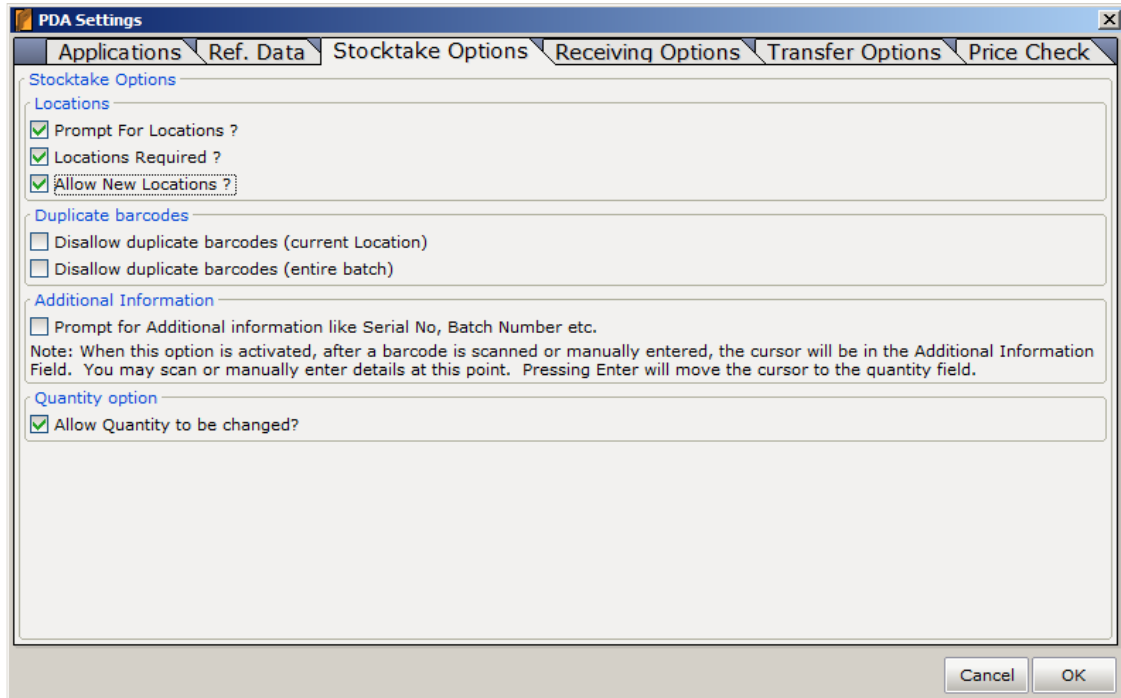 PDA Settings
Applications Ref. Data Stocktake Options Receiving Options Transfer Options Price Check
Stocktake Options
Locations
Prompt For Locations ?
Locations Required ?
Allow New Locations ?
Duplicate barcodes
Disallow duplicate barcodes (current Location)
Disallow duplicate barcodes (entire batch)
Additional Information
Prompt for Additional information like Serial No, Batch Number etc.
Note: When this option is activated, after a barcode is scanned or manually entered, the cursor will be in the Additional Information
Field. You may scan or manually enter details at this point. Pressing Enter will move the cursor to the quantity field.
Quantity option
Allow Quantity to be changed?
Cancel OK